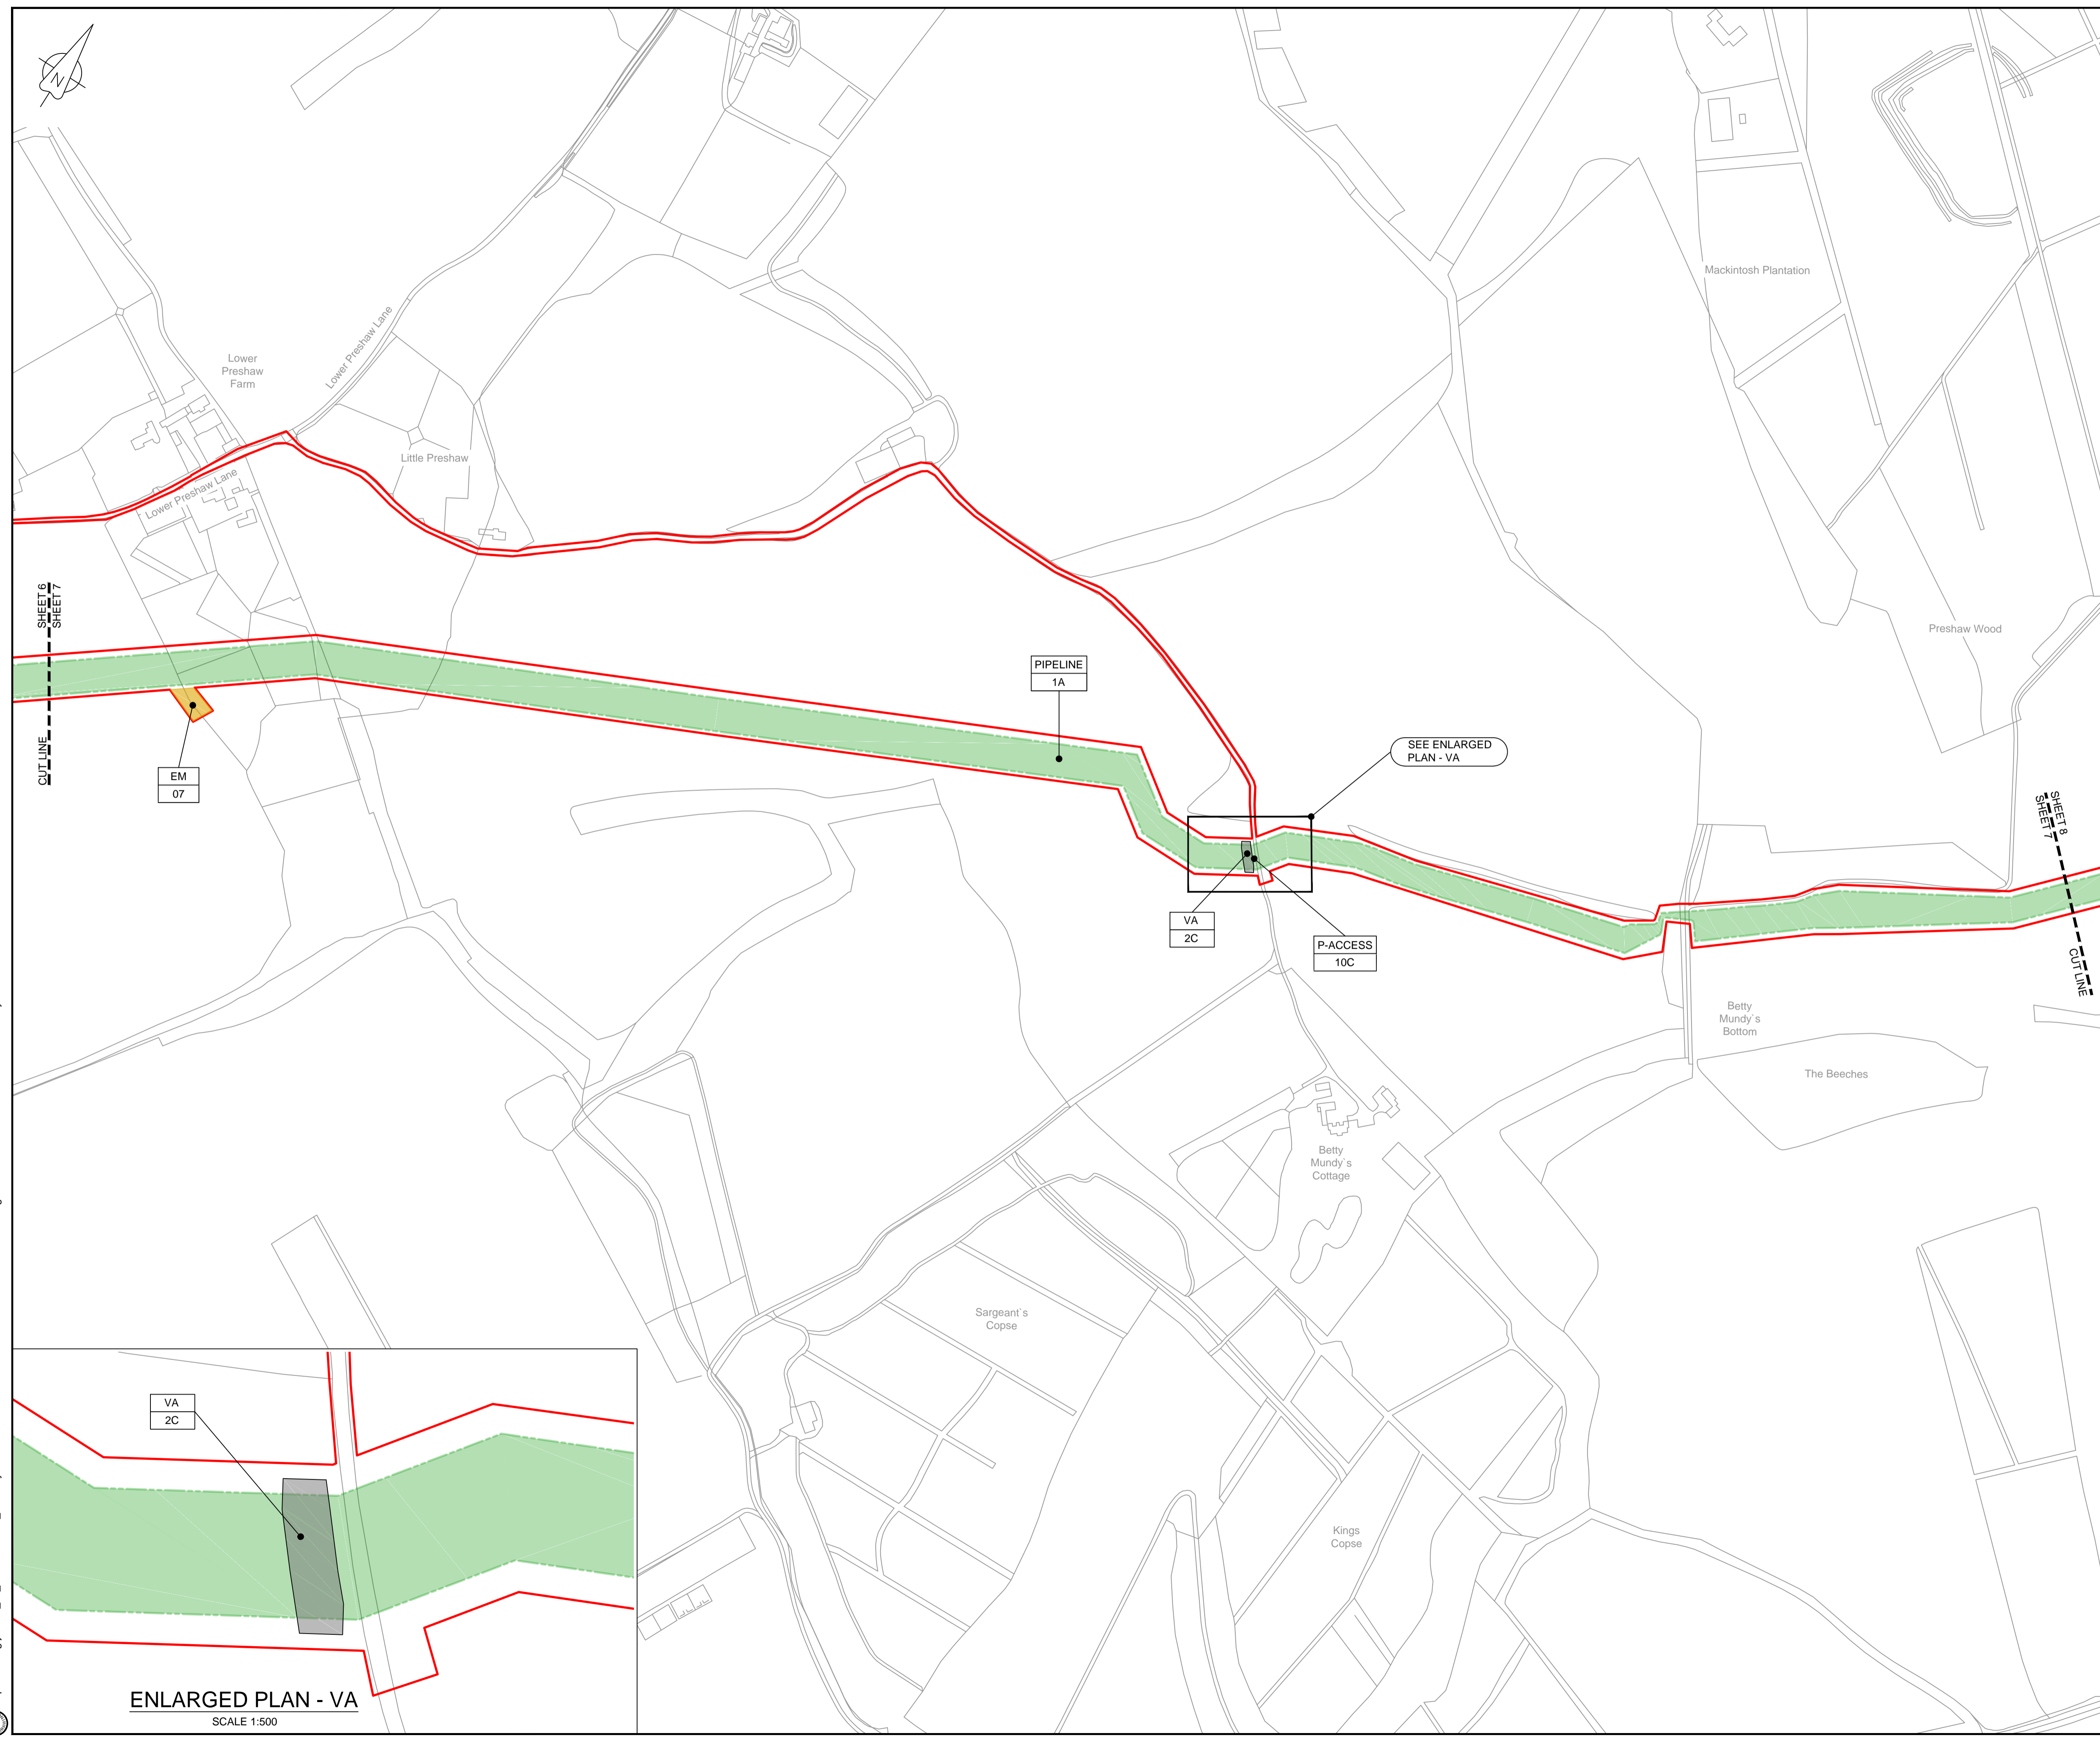 N
Mackintosh Plantation
Lower
Preshaw
Farm
Lower Preshaw Lane
Little Preshaw
Lower Preshaw Lane
SHEET 6
SHEET 7
CUT LINE
Preshaw Wood
PIPELINE
1A
EM
07
SEE ENLARGED
PLAN - VA
SHEET 8
SHEET 7
CUT LINE
VA
2C
P-ACCESS
10C
Betty
Mundy`s
Bottom
The Beeches
Betty
Mundy`s
Cottage
Sargeant`s
Copse
Kings
Copse
VA
2C
ENLARGED PLAN - VA
SCALE 1:500